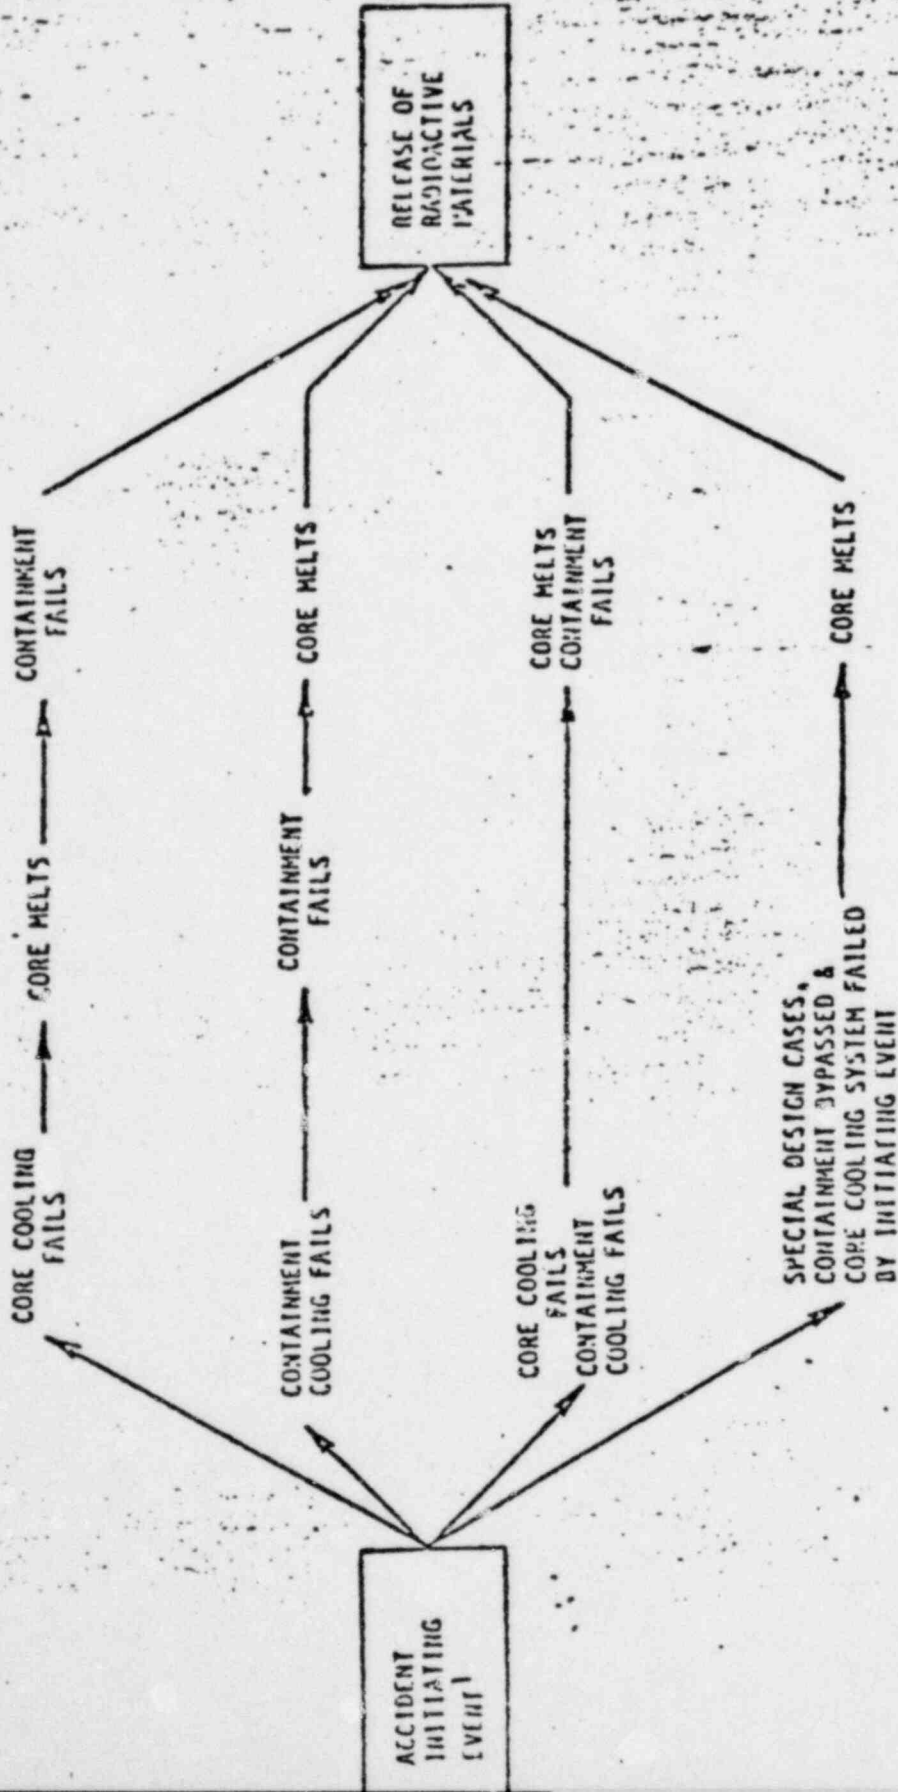 ACCIDENT
INITIATING
EVENT¹
CORE COOLING
FAILS
CORE MELTS
CONTAINMENT
FAILS
CONTAINMENT
COOLING FAILS
CONTAINMENT
FAILS
CORE MELTS
CORE COOLING
FAILS
CONTAINMENT
COOLING FAILS
CORE MELTS
CONTAINMENT
FAILS
SPECIAL DESIGN CASES,
CONTAINMENT BYPASSED &
CORE COOLING SYSTEM FAILED
BY INITIATING EVENT
CORE MELTS
RELEASE OF
RADIOACTIVE
MATERIALS